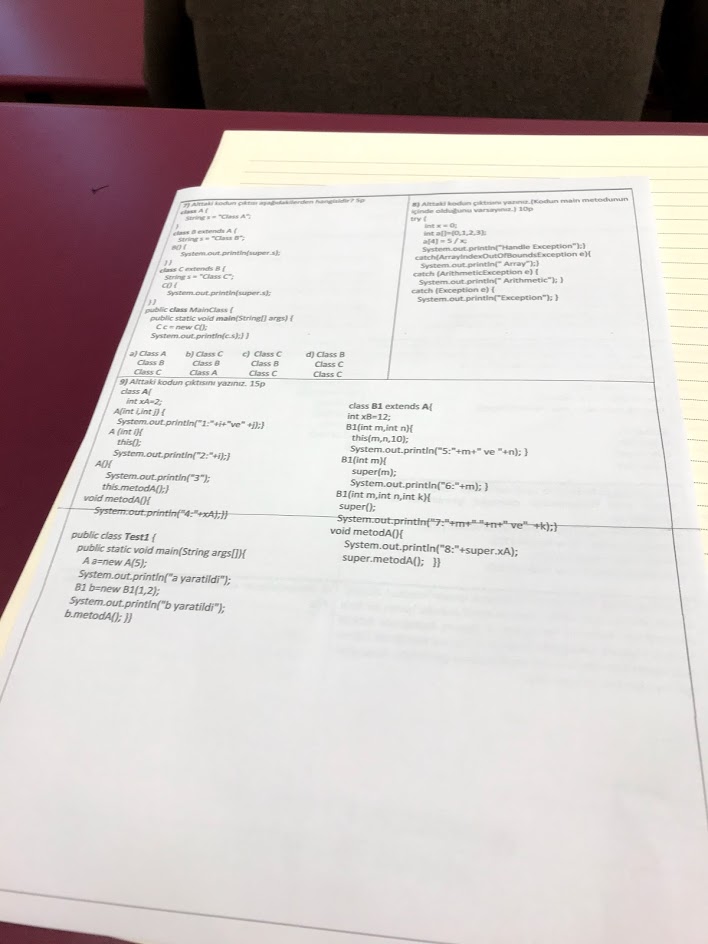 7) Alttaki kodun çıktısı aşağıdakilerden hangisidir? 5p
class A {
String s = "Class A";
}
class B extends A {
String s = "Class B";
B() {
System.out.println(super.s);
} }
class C extends B {
String s = "Class C";
C() {
System.out.println(super.s);
} }
public class MainClass {
public static void main(String[] args) {
C c = new C();
System.out.println(c.s);} }
a) Class A b) Class C c) Class C d) Class B
Class B Class B Class B Class C
Class C Class A Class C Class C
8) Alttaki kodun çıktısını yazınız.(Kodun main metodunun
içinde olduğunu varsayınız.) 10p
try {
int x = 0;
int a[]={0,1,2,3};
a[4] = 5 / x;
System.out.println("Handle Exception");}
catch(ArrayIndexOutOfBoundsException e){
System.out.println(" Array");}
catch (ArithmeticException e) {
System.out.println(" Arithmetic"); }
catch (Exception e) {
System.out.println("Exception"); }
9) Alttaki kodun çıktısını yazınız. 15p
class A{
int xA=2;
A(int i,int j) {
System.out.println("1:"+i+"ve" +j);}
A (int i){
this();
System.out.println("2:"+i);}
A(){
System.out.println("3");
this.metodA();}
void metodA(){
System.out.println("4:"+xA);}}
public class Test1 {
public static void main(String args[]){
A a=new A(5);
System.out.println("a yaratildi");
B1 b=new B1(1,2);
System.out.println("b yaratildi");
b.metodA(); }}
class B1 extends A{
int xB=12;
B1(int m,int n){
this(m,n,10);
System.out.println("5:"+m+" ve "+n); }
B1(int m){
super(m);
System.out.println("6:"+m); }
B1(int m,int n,int k){
super();
System.out.println("7:"+m+" "+n+" ve" +k);}
void metodA(){
System.out.println("8:"+super.xA);
super.metodA(); }}